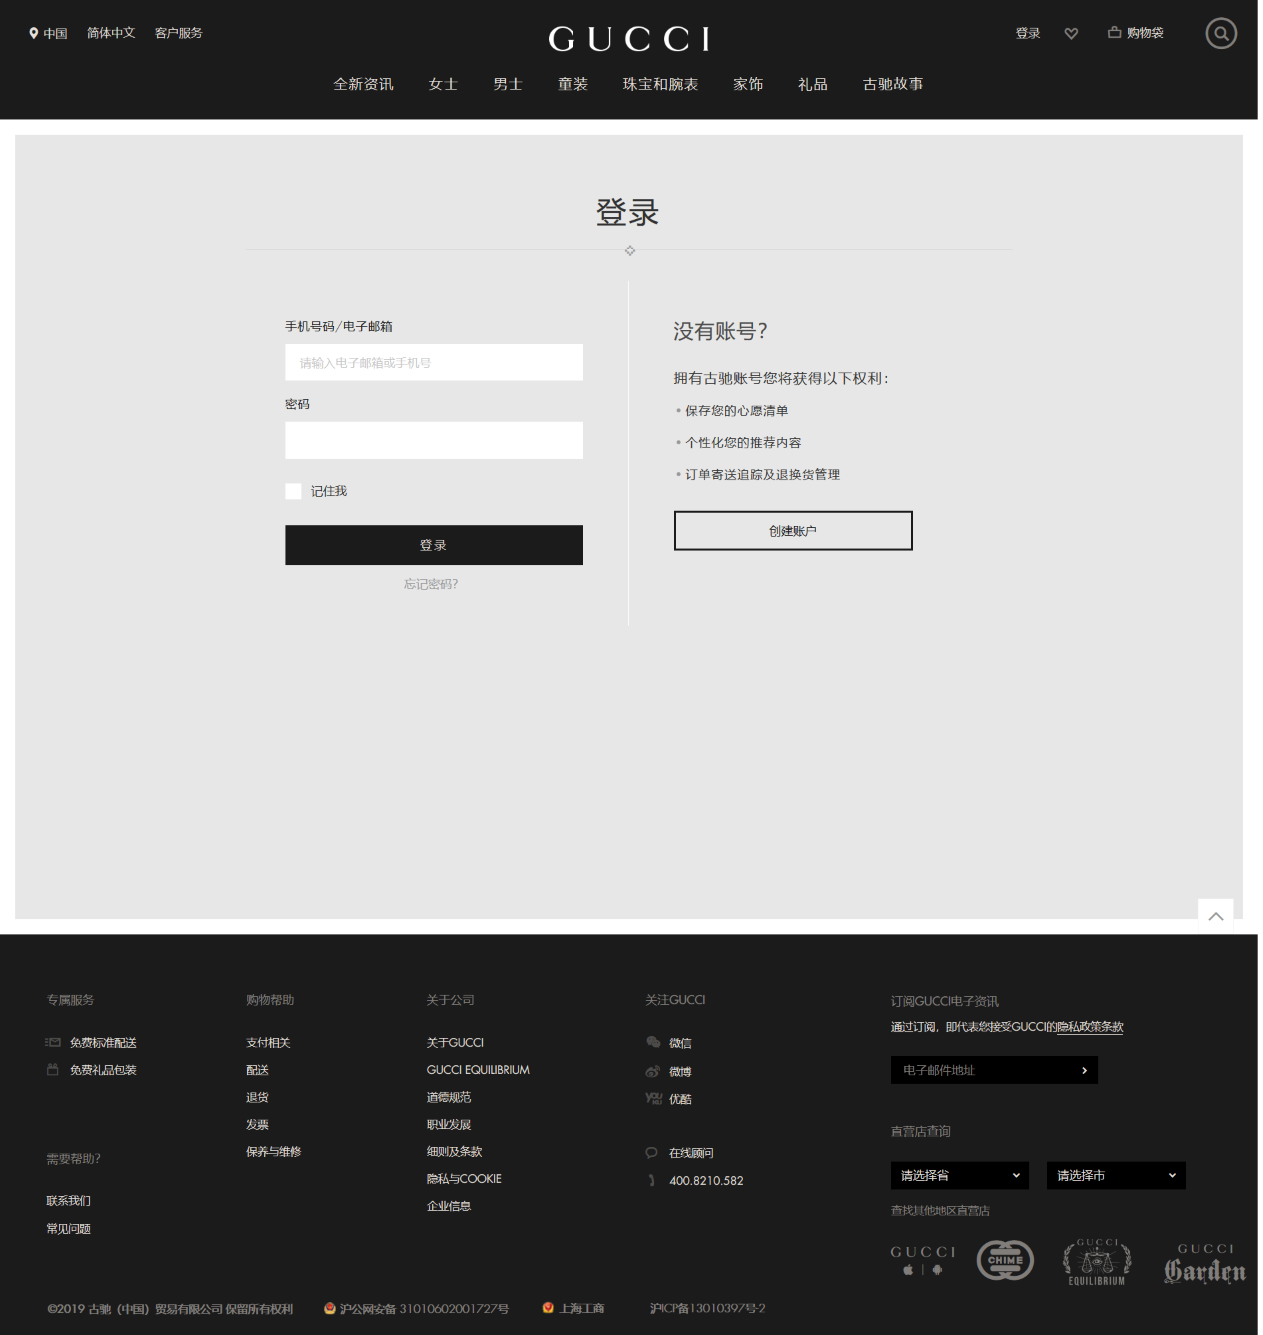 中国 简体中文 客户服务
GUCCI
登录 购物袋
全新资讯 女士 男士 童装 珠宝和腕表 家饰 礼品 古驰故事
登录
手机号码/电子邮箱
请输入电子邮箱或手机号
密码
记住我
登录
忘记密码?
没有账号?
拥有古驰账号您将获得以下权利:
保存您的心愿清单
个性化您的推荐内容
订单寄送追踪及退换货管理
创建账户
专属服务
免费标准配送
免费礼品包装
需要帮助?
联系我们
常见问题
购物帮助
支付相关
配送
退货
发票
保养与维修
关于公司
关于GUCCI
GUCCI EQUILIBRIUM
道德规范
职业发展
细则及条款
隐私与COOKIE
企业信息
关注GUCCI
微信
微博
YOU KU 优酷
在线顾问
400.8210.582
订阅GUCCI电子资讯
通过订阅，即代表您接受GUCCI的隐私政策条款
电子邮件地址
直营店查询
请选择省 请选择市
查找其他地区直营店
GUCCI
CHIME
GUCCI
EQUILIBRIUM
GUCCI
Garden
©2019 古驰（中国）贸易有限公司 保留所有权利 沪公网安备 31010602001727号 上海工商 沪ICP备13010397号-2